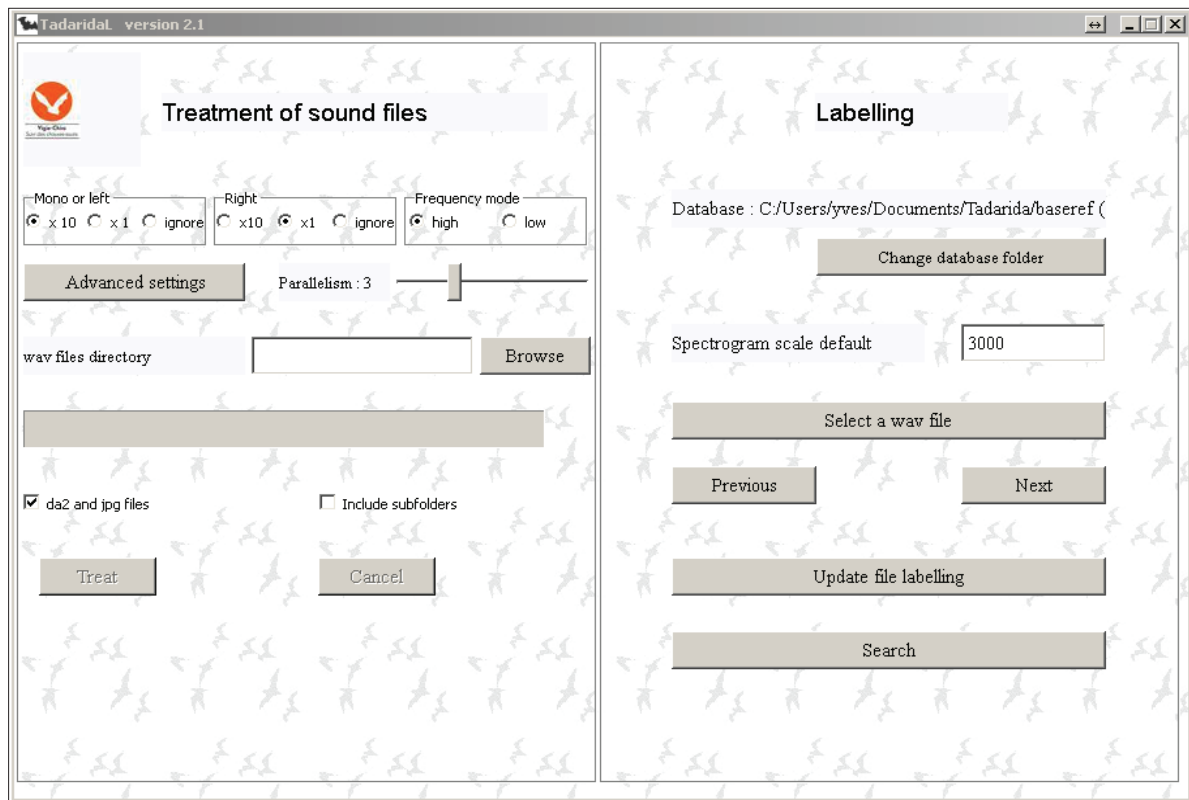 TadaridaL version 2.1
Vigie-Chiro
Treatment of sound files
Mono or left
x 10 x 1 ignore
Right
x10 x1 ignore
Frequency mode
high low
Advanced settings
Parallelism : 3
wav files directory
Browse
da2 and jpg files
Include subfolders
Treat
Cancel
Labelling
Database : C:/Users/yves/Documents/Tadarida/baseref (
Change database folder
Spectrogram scale default
3000
Select a wav file
Previous
Next
Update file labelling
Search